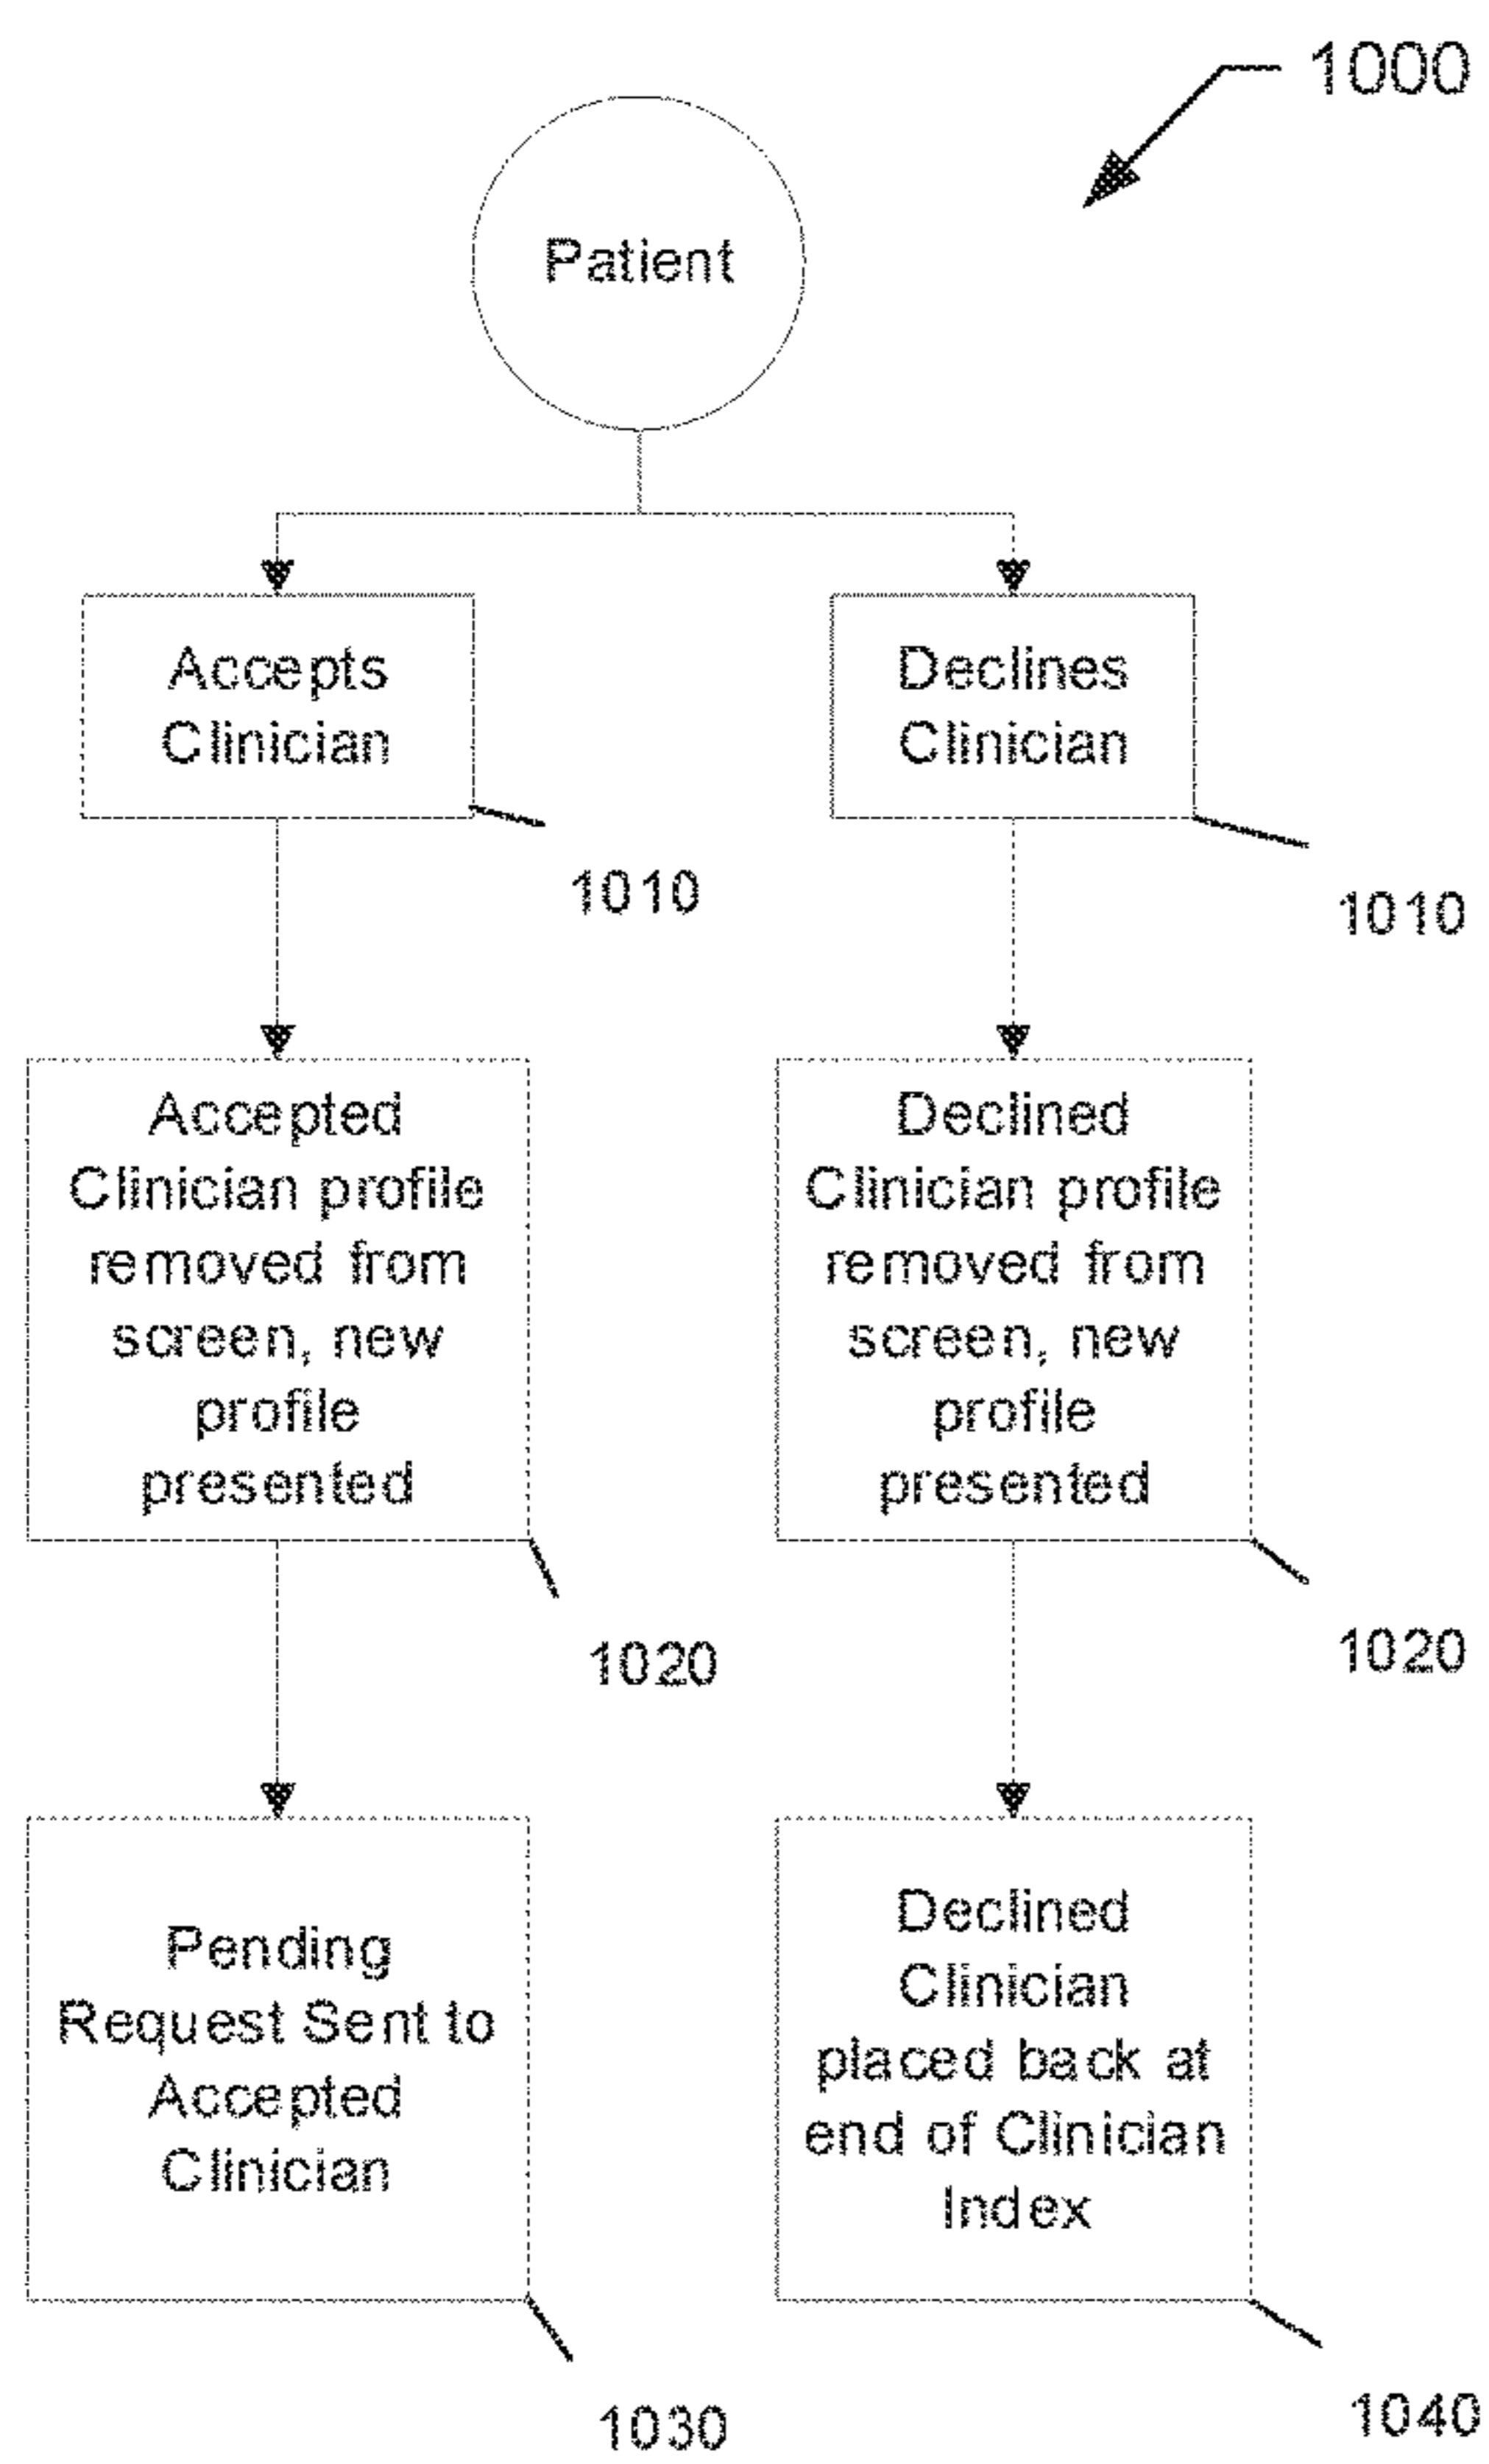 1000
Patient
Accepts
Clinician
1010
Declines
Clinician
1010
Accepted
Clinician profile
removed from
screen, new
profile
presented
1020
Declined
Clinician profile
removed from
screen, new
profile
presented
1020
Pending
Request Sent to
Accepted
Clinician
1030
Declined
Clinician
placed back at
end of Clinician
Index
1040